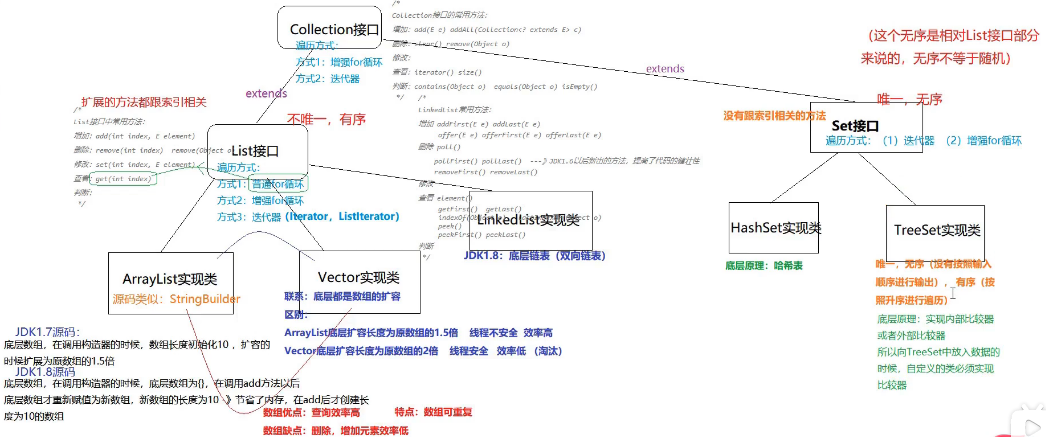 /*
Collection接口的常用方法:
增加: add(E e) addAll(Collection<? extends E> c)
删除: clear() remove(Object o)
修改:
查看: iterator() size()
判断: contains(Object o) equals(Object o) isEmpty()
*/
Collection接口
遍历方式:
方式1: 增强for循环
方式2: 迭代器
extends
extends
(这个无序是相对List接口部分
来说的, 无序不等于随机)
唯一, 无序
没有跟索引相关的方法
Set接口
遍历方式: (1) 迭代器 (2) 增强for循环
扩展的方法都跟索引相关
/*
List接口中常用方法:
增加: add(int index, E element)
删除: remove(int index) remove(Object o)
修改: set(int index, E element)
查看: get(int index)
判断:
*/
不唯一, 有序
List接口
遍历方式:
方式1: 普通for循环
方式2: 增强for循环
方式3: 迭代器 (Iterator, ListIterator)
/*
LinkedList常用方法:
增加 addFirst(E e) addLast(E e)
offer(E e) offerFirst(E e) offerLast(E e)
删除 poll()
pollFirst() pollLast() ---》JDK1.6以后新出的方法, 提高了代码的健壮性
removeFirst() removeLast()
修改
查看 element()
getFirst() getLast()
peek()
peekFirst() peekLast()
判断
*/
LinkedList实现类
JDK1.8: 底层链表 (双向链表)
HashSet实现类
底层原理: 哈希表
TreeSet实现类
唯一, 无序 (没有按照输入
顺序进行输出), 有序 (按
照升序进行遍历)
底层原理: 实现内部比较器
或者外部比较器
所以向TreeSet中放入数据的
时候, 自定义的类必须实现
比较器
ArrayList实现类
源码类似: StringBuilder
Vector实现类
联系: 底层都是数组的扩容
区别:
ArrayList底层扩容长度为原数组的1.5倍 线程不安全 效率高
Vector底层扩容长度为原数组的2倍 线程安全 效率低 (淘汰)
JDK1.7源码:
底层数组, 在调用构造器的时候, 数组长度初始化10 , 扩容的
时候扩展为原数组的1.5倍
JDK1.8源码
底层数组, 在调用构造器的时候, 底层数组为{}, 在调用add方法以后
底层数组才重新赋值为新数组, 新数组的长度为10 -》节省了内存, 在add后才创建长
度为10的数组
数组优点: 查询效率高 特点: 数组可重复
数组缺点: 删除, 增加元素效率低